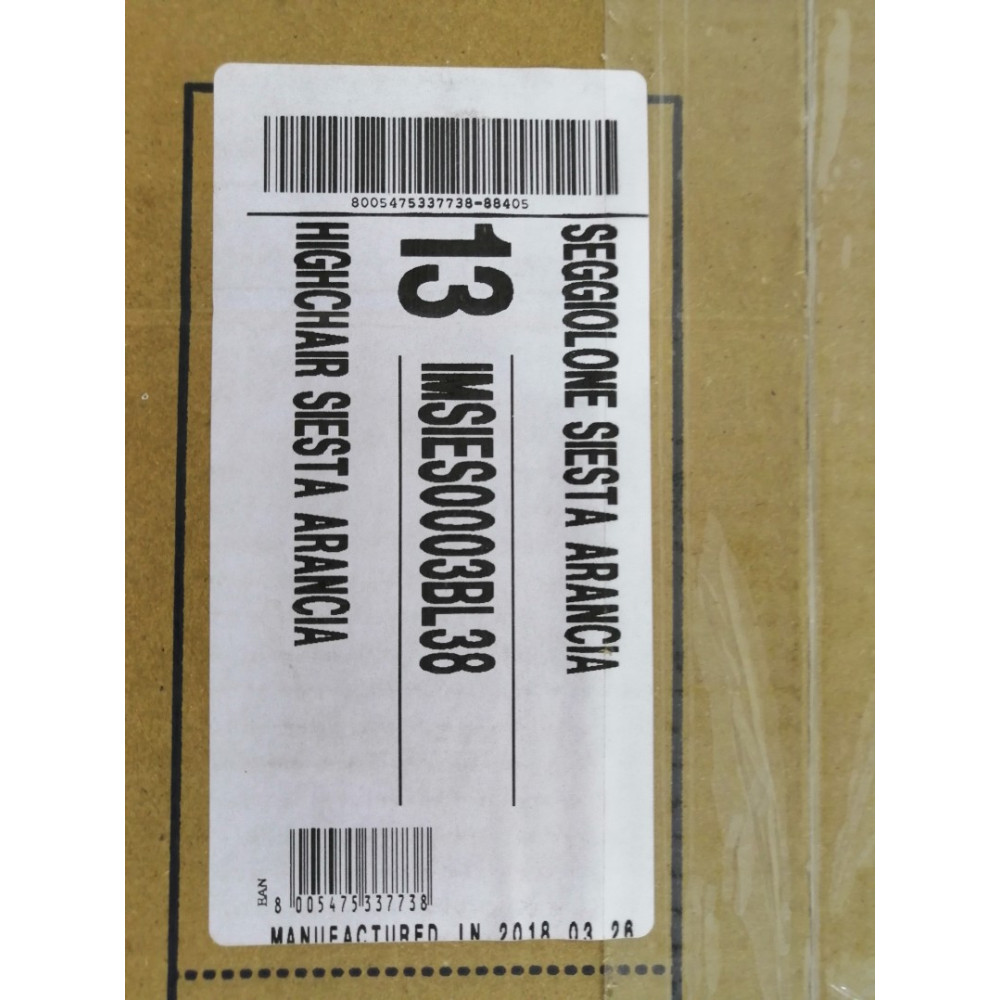 8005475337738-88405
SEGGIOLONE SIESTA ARANCIA
13 IMSIES0003BL38
HIGHCHAIR SIESTA ARANCIA
EAN
8 005475 337738
MANUFACTURED IN 2018 03 26